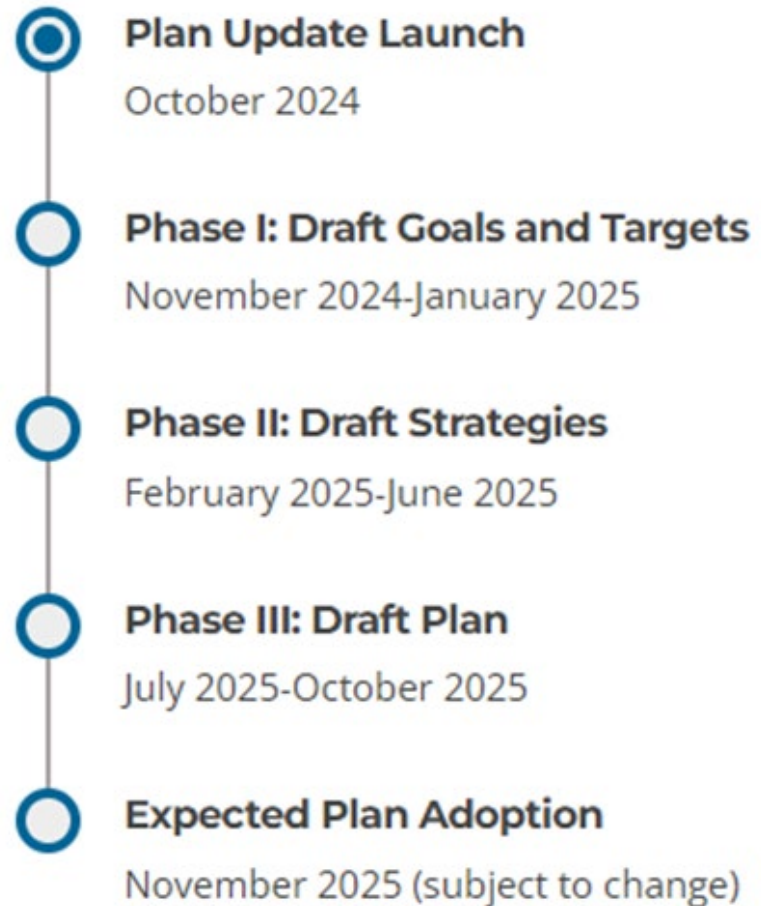 Plan Update Launch
October 2024
Phase I: Draft Goals and Targets
November 2024-January 2025
Phase II: Draft Strategies
February 2025-June 2025
Phase III: Draft Plan
July 2025-October 2025
Expected Plan Adoption
November 2025 (subject to change)